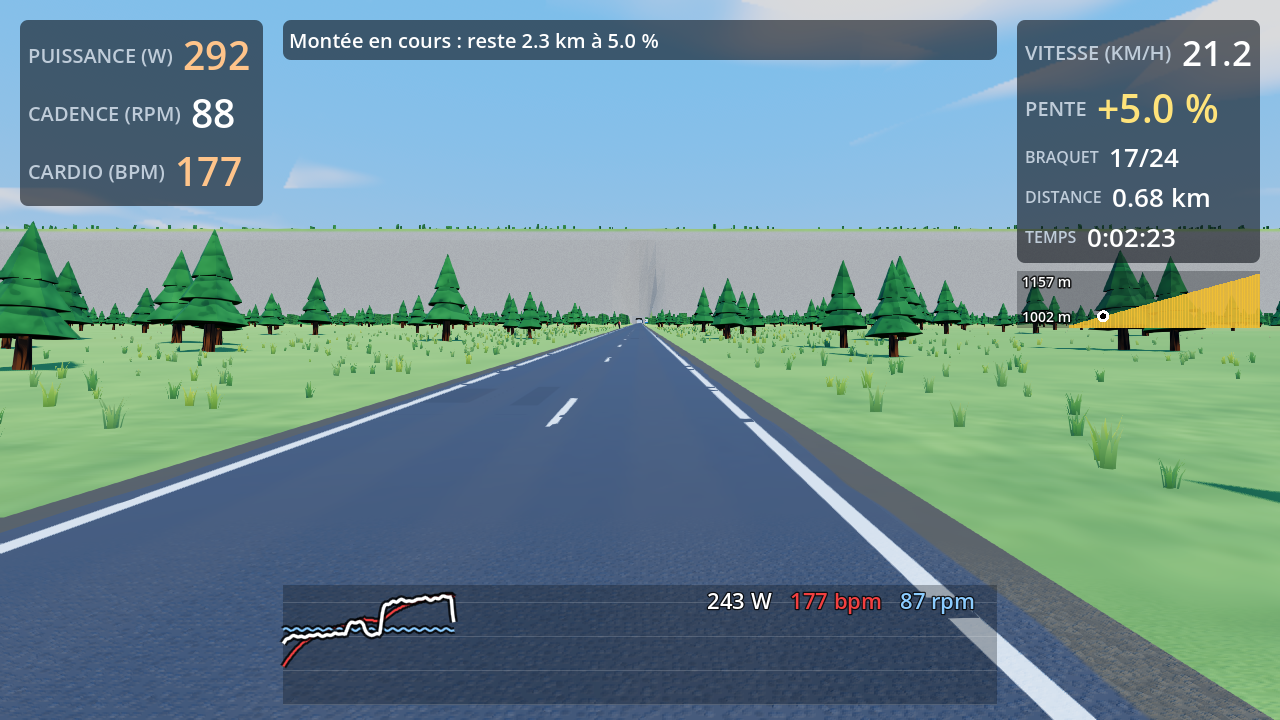 PUISSANCE (W) 292
CADENCE (RPM) 88
CARDIO (BPM) 177
Montée en cours : reste 2.3 km à 5.0 %
VITESSE (KM/H) 21.2
PENTE +5.0 %
BRAQUET 17/24
DISTANCE 0.68 km
TEMPS 0:02:23
1157 m
1002 m
243 W 177 bpm 87 rpm